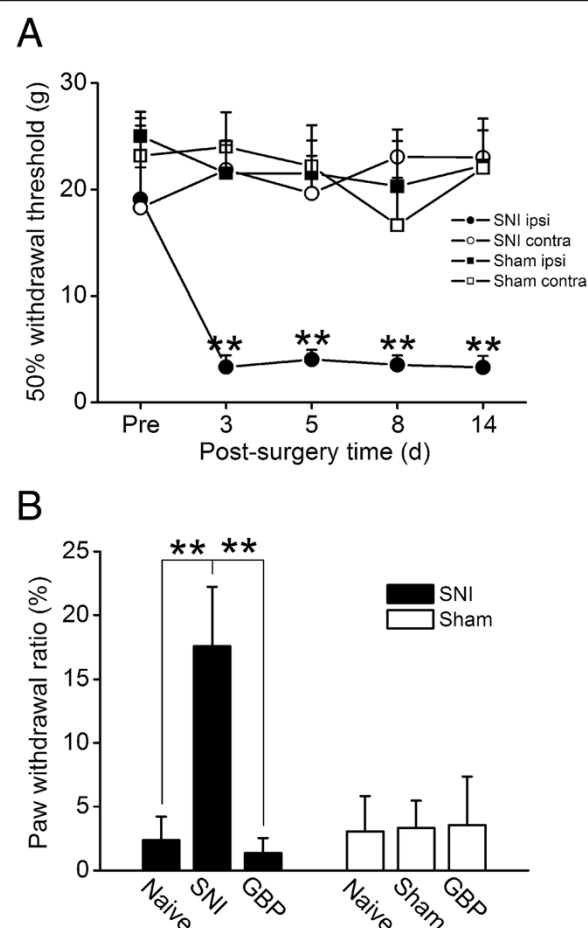 A
50% withdrawal threshold (g)
30
20
10
0
SNI ipsi
SNI contra
Sham ipsi
Sham contra
** ** ** **
Pre 3 5 8 14
Post-surgery time (d)
B
Paw withdrawal ratio (%)
25
20
15
10
5
0
** **
SNI
Sham
Naive SNI GBP Naive Sham GBP